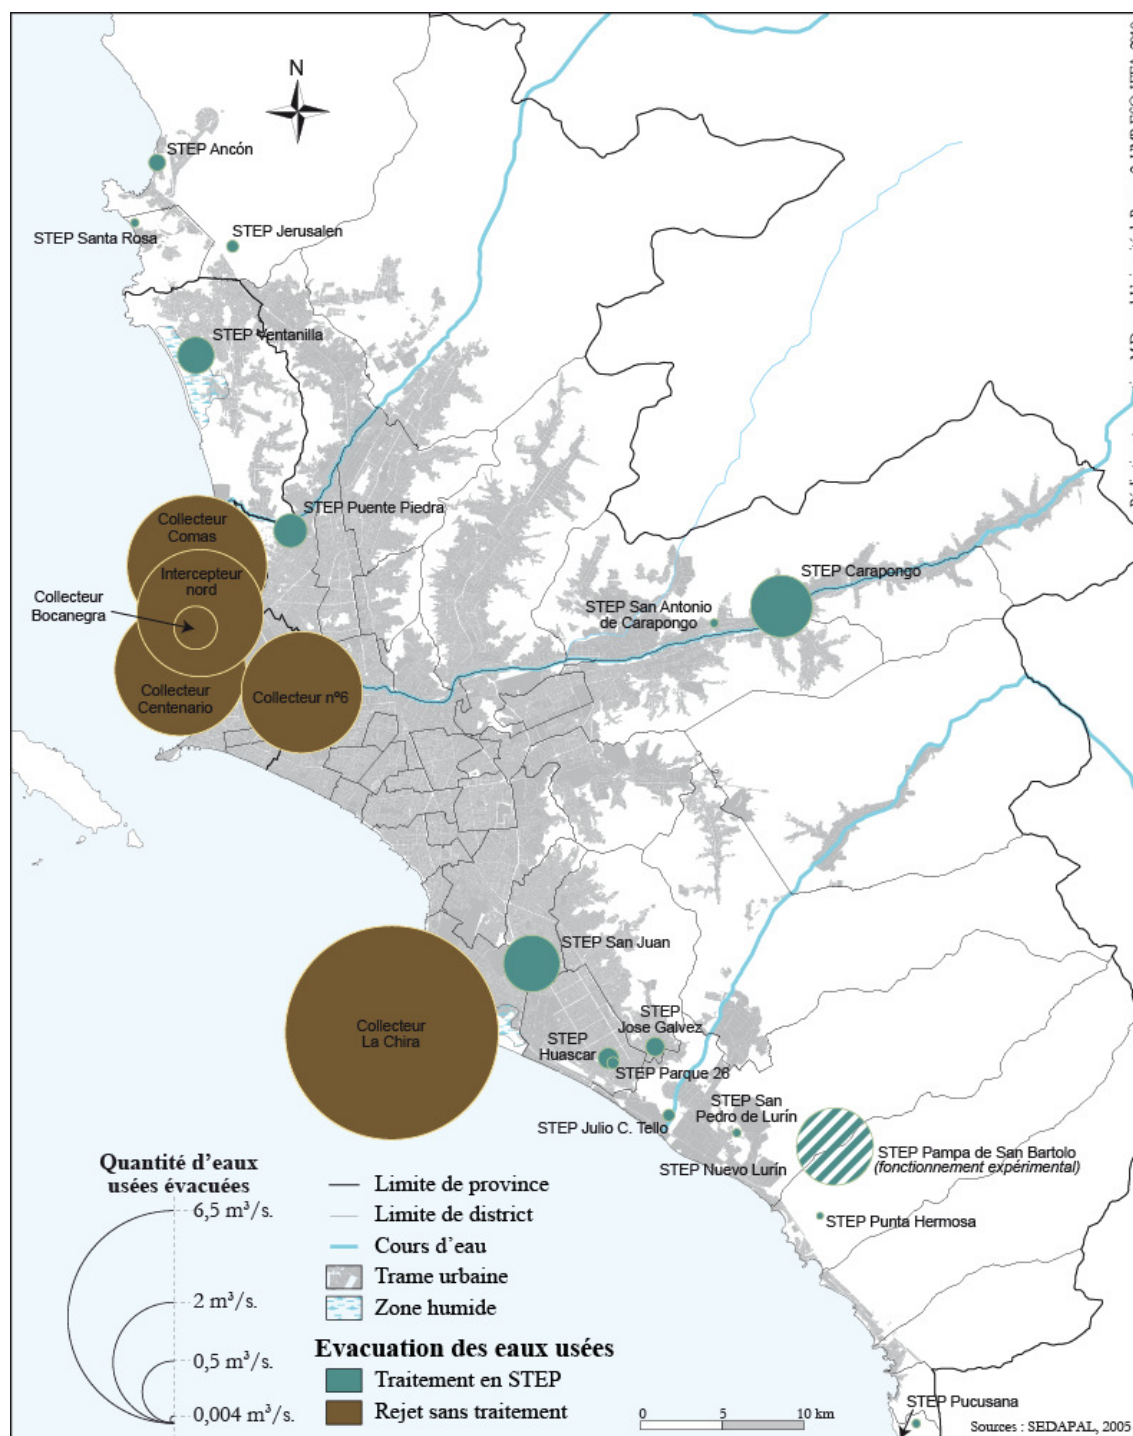 N
STEP Ancón
STEP Santa Rosa
STEP Jerusalen
STEP Ventanilla
STEP Puente Piedra
Collecteur
Comas
Intercepteur
nord
Collecteur
Bocanegra
Collecteur
Centenario
Collecteur nº6
STEP Carapongo
STEP San Antonio
de Carapongo
STEP San Juan
Collecteur
La Chira
STEP
Jose Galvez
STEP
Huascar
STEP Parque 26
STEP Julio C. Tello
STEP San
Pedro de Lurín
STEP Nuevo Lurín
STEP Pampa de San Bartolo
(fonctionnement expérimental)
STEP Punta Hermosa
STEP Pucusana
Quantité d'eaux
usées évacuées
6,5 m³/s.
2 m³/s.
0,5 m³/s.
0,004 m³/s.
Limite de province
Limite de district
Cours d'eau
Trame urbaine
Zone humide
Evacuation des eaux usées
Traitement en STEP
Rejet sans traitement
0 5 10 km
Sources : SEDAPAL, 2005